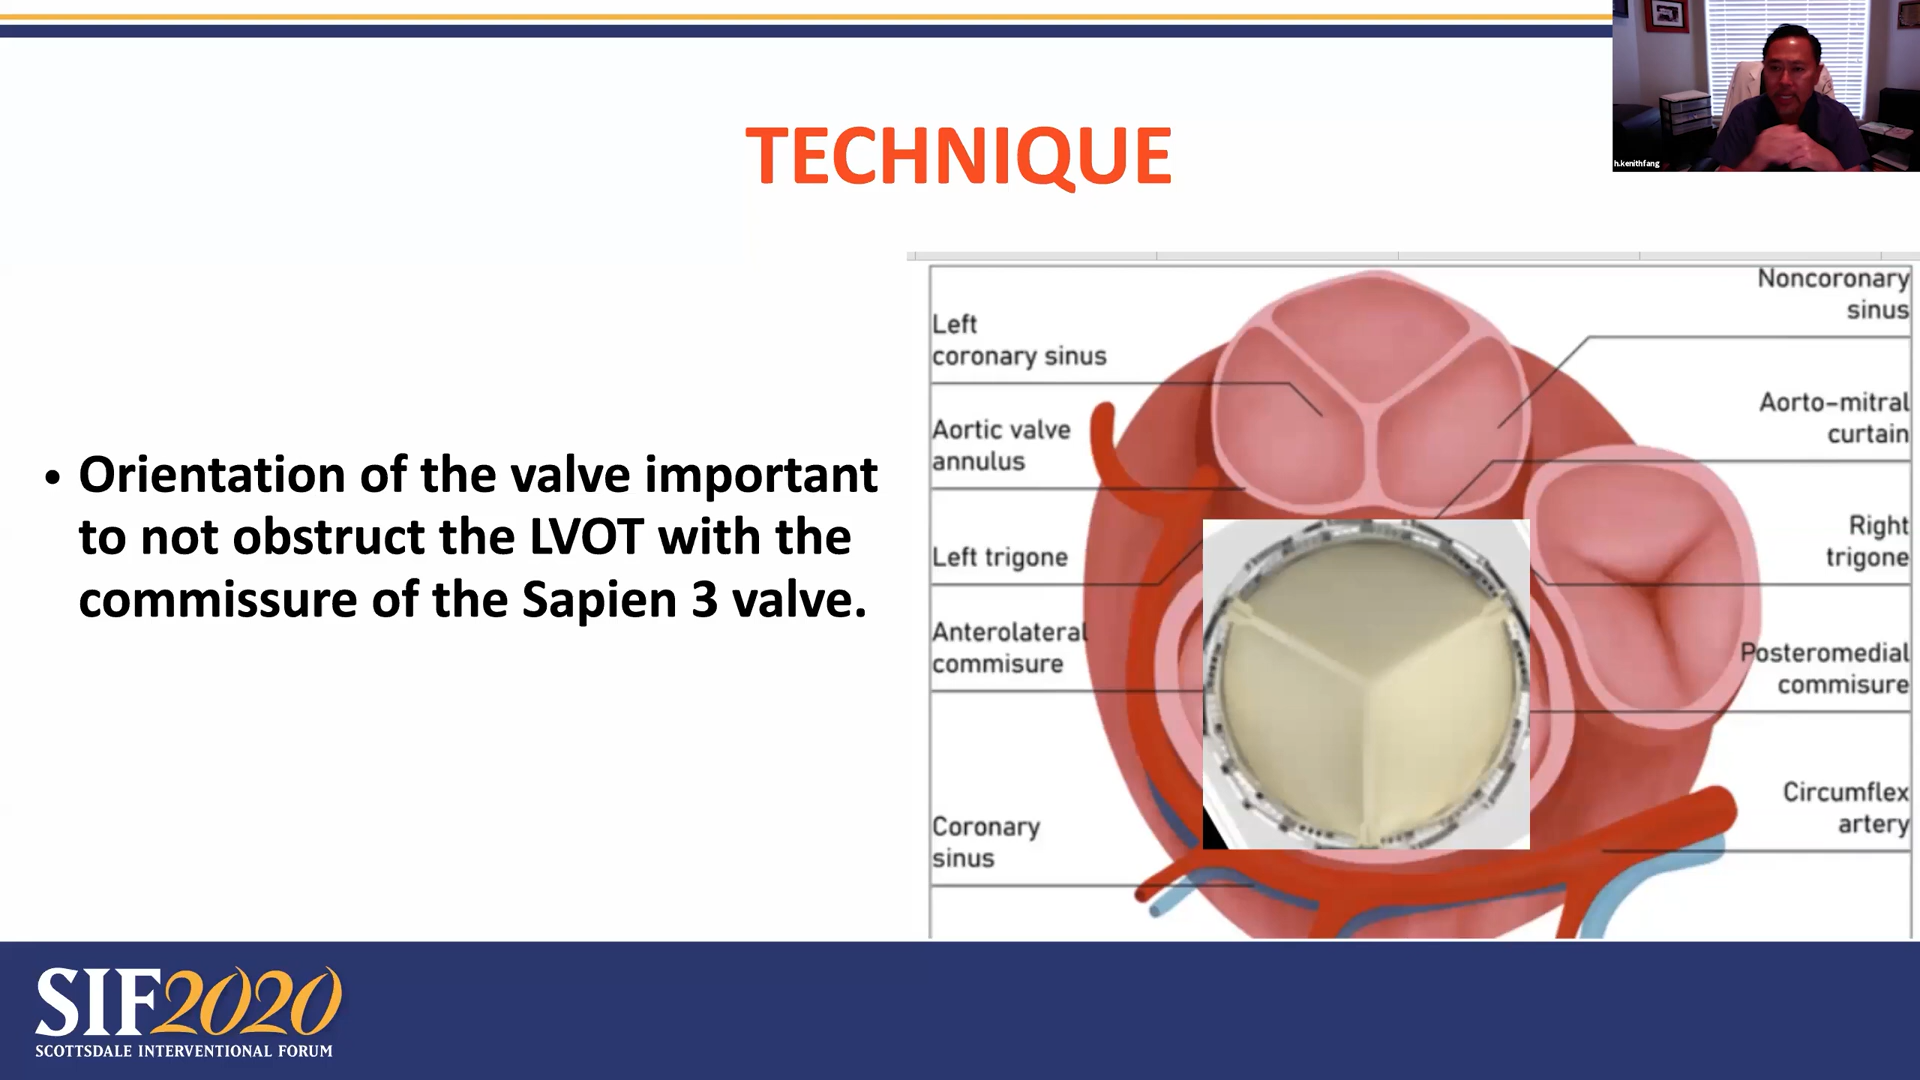 h.kenithfang
TECHNIQUE
• Orientation of the valve important
to not obstruct the LVOT with the
commissure of the Sapien 3 valve.
Left
coronary sinus
Aortic valve
annulus
Left trigone
Anterolateral
commisure
Coronary
sinus
Noncoronary
sinus
Aorto-mitral
curtain
Right
trigone
Posteromedial
commisure
Circumflex
artery
SIF2020
SCOTTSDALE INTERVENTIONAL FORUM